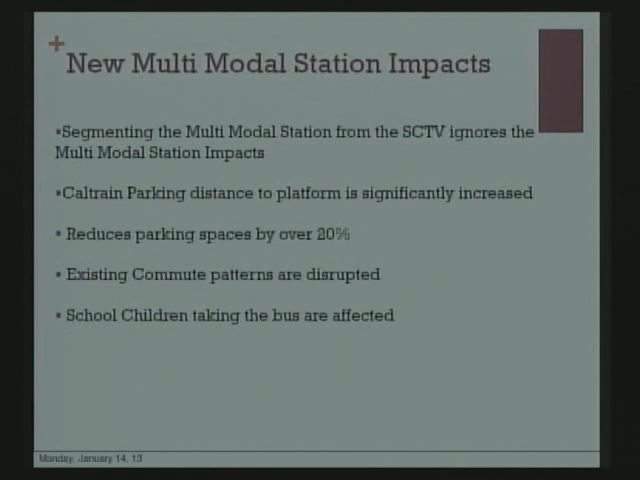 +
New Multi Modal Station Impacts
▪Segmenting the Multi Modal Station from the SCTV ignores the
Multi Modal Station Impacts
▪Caltrain Parking distance to platform is significantly increased
▪ Reduces parking spaces by over 20%
▪ Existing Commute patterns are disrupted
▪ School Children taking the bus are affected
Monday, January 14, 13